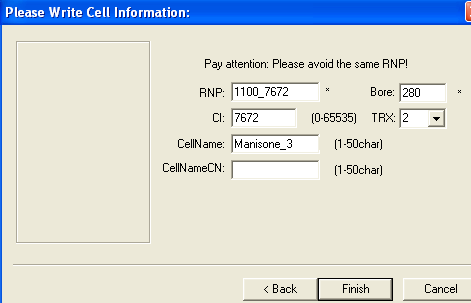 Please Write Cell Information:
Pay attention: Please avoid the same RNP!
RNP: 1100_7672 * Bore: 280 *
CI: 7672 (0-65535) TRX: 2
CellName: Manisone_3 (1-50char)
CellNameCN: (1-50char)
< Back Finish Cancel